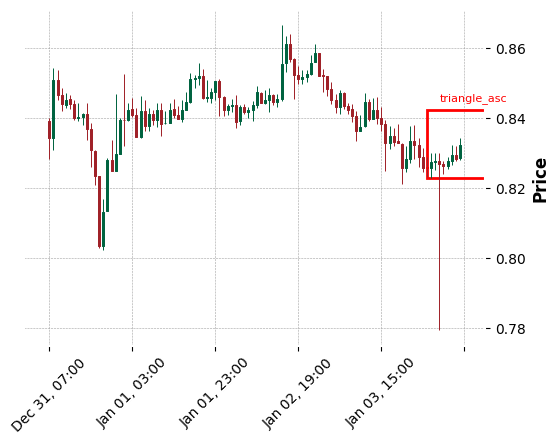 0.86
triangle_asc
0.84
0.82
0.80
0.78
Price
Dec 31, 07:00
Jan 01, 03:00
Jan 01, 23:00
Jan 02, 19:00
Jan 03, 15:00